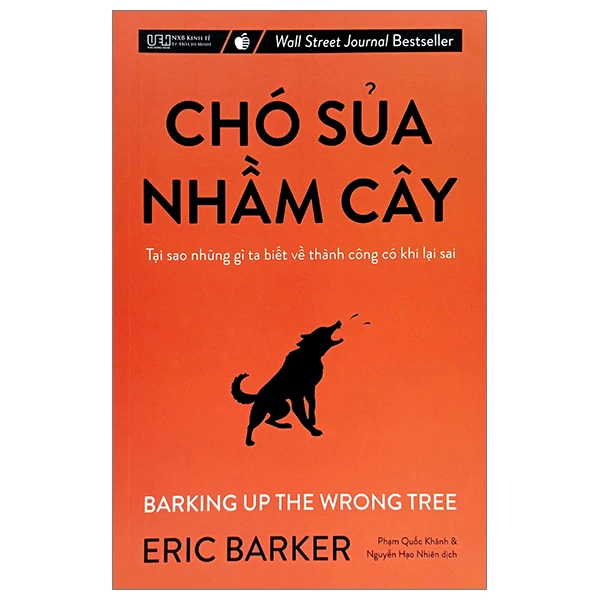 UEH NXB KINH TẾ
TP. HỒ CHÍ MINH
Wall Street Journal Bestseller
CHÓ SỦA
NHẦM CÂY
Tại sao những gì ta biết về thành công có khi lại sai
BARKING UP THE WRONG TREE
ERIC BARKER
Phạm Quốc Khánh &
Nguyễn Hạo Nhiên dịch